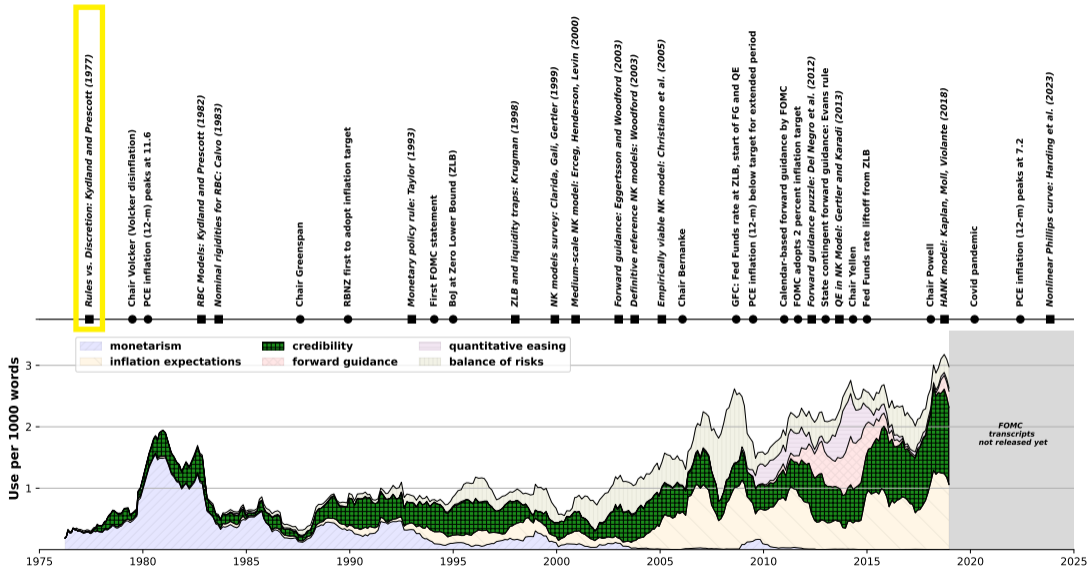 Rules vs. Discretion: Kydland and Prescott (1977)
Chair Volcker (Volcker disinflation)
PCE inflation (12-m) peaks at 11.6
RBC Models: Kydland and Prescott (1982)
Nominal rigidities for RBC: Calvo (1983)
Chair Greenspan
RBNZ first to adopt inflation target
Monetary policy rule: Taylor (1993)
First FOMC statement
BoJ at Zero Lower Bound (ZLB)
ZLB and liquidity traps: Krugman (1998)
NK models survey: Clarida, Gali, Gertler (1999)
Medium-scale NK model: Erceg, Henderson, Levin (2000)
Forward guidance: Eggertsson and Woodford (2003)
Definitive reference NK models: Woodford (2003)
Empirically viable NK model: Christiano et al. (2005)
Chair Bernanke
GFC: Fed Funds rate at ZLB, start of FG and QE
PCE inflation (12-m) below target for extended period
Calendar-based forward guidance by FOMC
FOMC adopts 2 percent inflation target
Forward guidance puzzle: Del Negro et al. (2012)
State contingent forward guidance: Evans rule
QE in NK Model: Gertler and Karadi (2013)
Chair Yellen
Fed Funds rate liftoff from ZLB
Chair Powell
HANK model: Kaplan, Moll, Violante (2018)
Covid pandemic
PCE inflation (12-m) peaks at 7.2
Nonlinear Phillips curve: Harding et al. (2023)
monetarism
inflation expectations
credibility
forward guidance
quantitative easing
balance of risks
Use per 1000 words
3
2
1
FOMC
transcripts
not released yet
1975 1980 1985 1990 1995 2000 2005 2010 2015 2020 2025